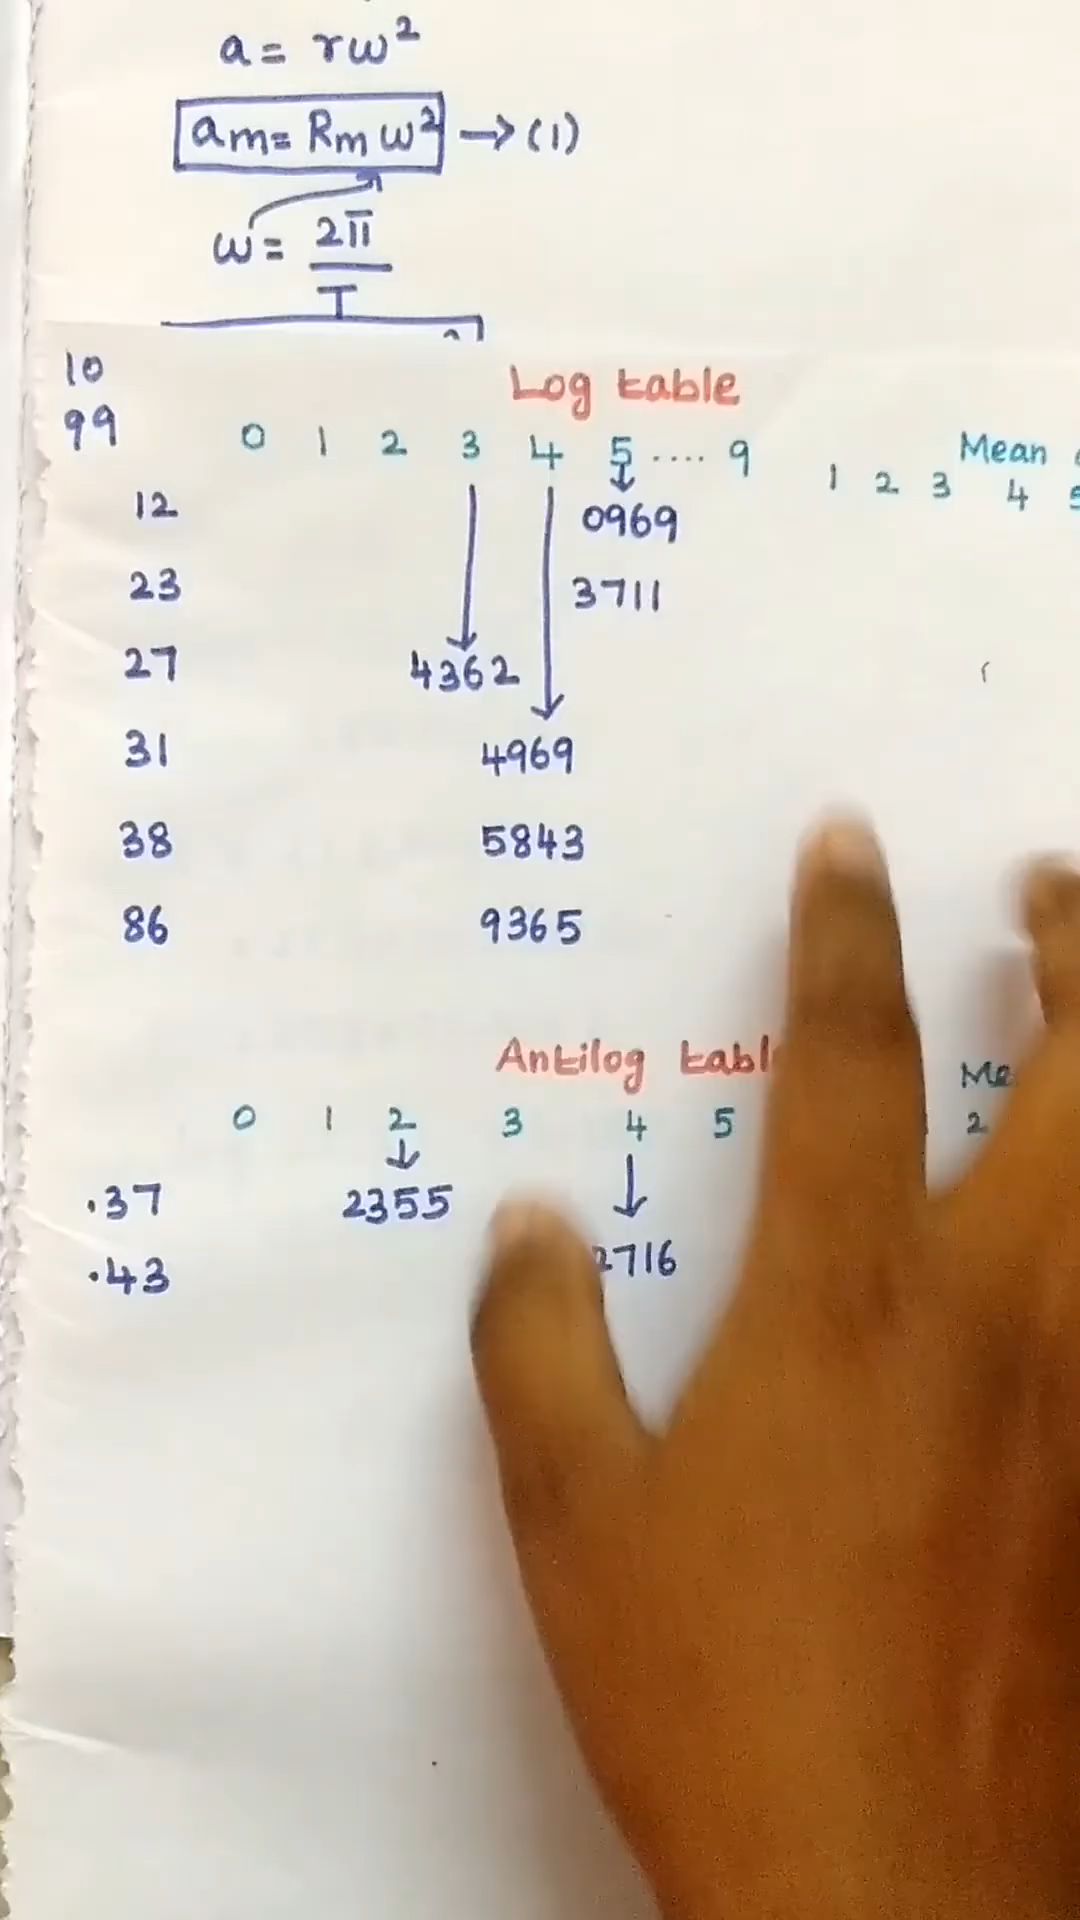 a = rω²
am = Rm ω² → (1)
ω = 2π
T
10
99
Log table
0 1 2 3 4 5 .... 9
Mean
1 2 3 4 5
12 0969
23 3711
27 4362
31 4969
38 5843
86 9365
Antilog
0 1 2 3 4 5 2
.37 2355
.43 2716